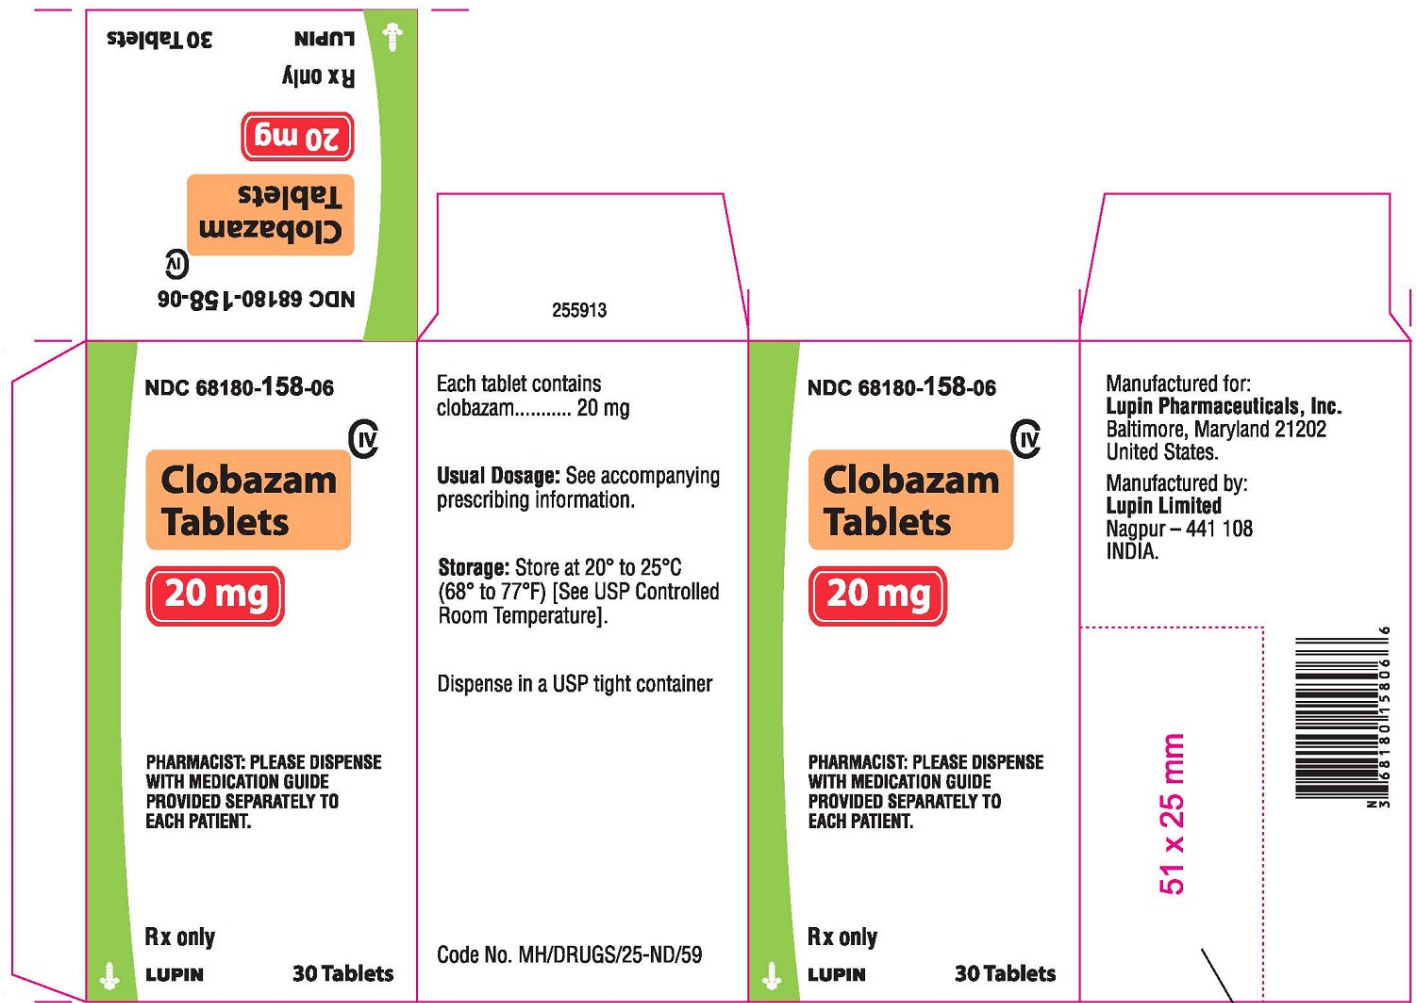 30 Tablets LUPIN
Rx only
20 mg
Clobazam
Tablets
CIV
NDC 68180-158-06
255913
NDC 68180-158-06
CIV
Clobazam
Tablets
20 mg
PHARMACIST: PLEASE DISPENSE
WITH MEDICATION GUIDE
PROVIDED SEPARATELY TO
EACH PATIENT.
Rx only
LUPIN 30 Tablets
Each tablet contains
clobazam........... 20 mg
Usual Dosage: See accompanying
prescribing information.
Storage: Store at 20° to 25°C
(68° to 77°F) [See USP Controlled
Room Temperature].
Dispense in a USP tight container
Code No. MH/DRUGS/25-ND/59
NDC 68180-158-06
CIV
Clobazam
Tablets
20 mg
PHARMACIST: PLEASE DISPENSE
WITH MEDICATION GUIDE
PROVIDED SEPARATELY TO
EACH PATIENT.
Rx only
LUPIN 30 Tablets
Manufactured for:
Lupin Pharmaceuticals, Inc.
Baltimore, Maryland 21202
United States.
Manufactured by:
Lupin Limited
Nagpur – 441 108
INDIA.
51 x 25 mm
N
3 68180 15806 6